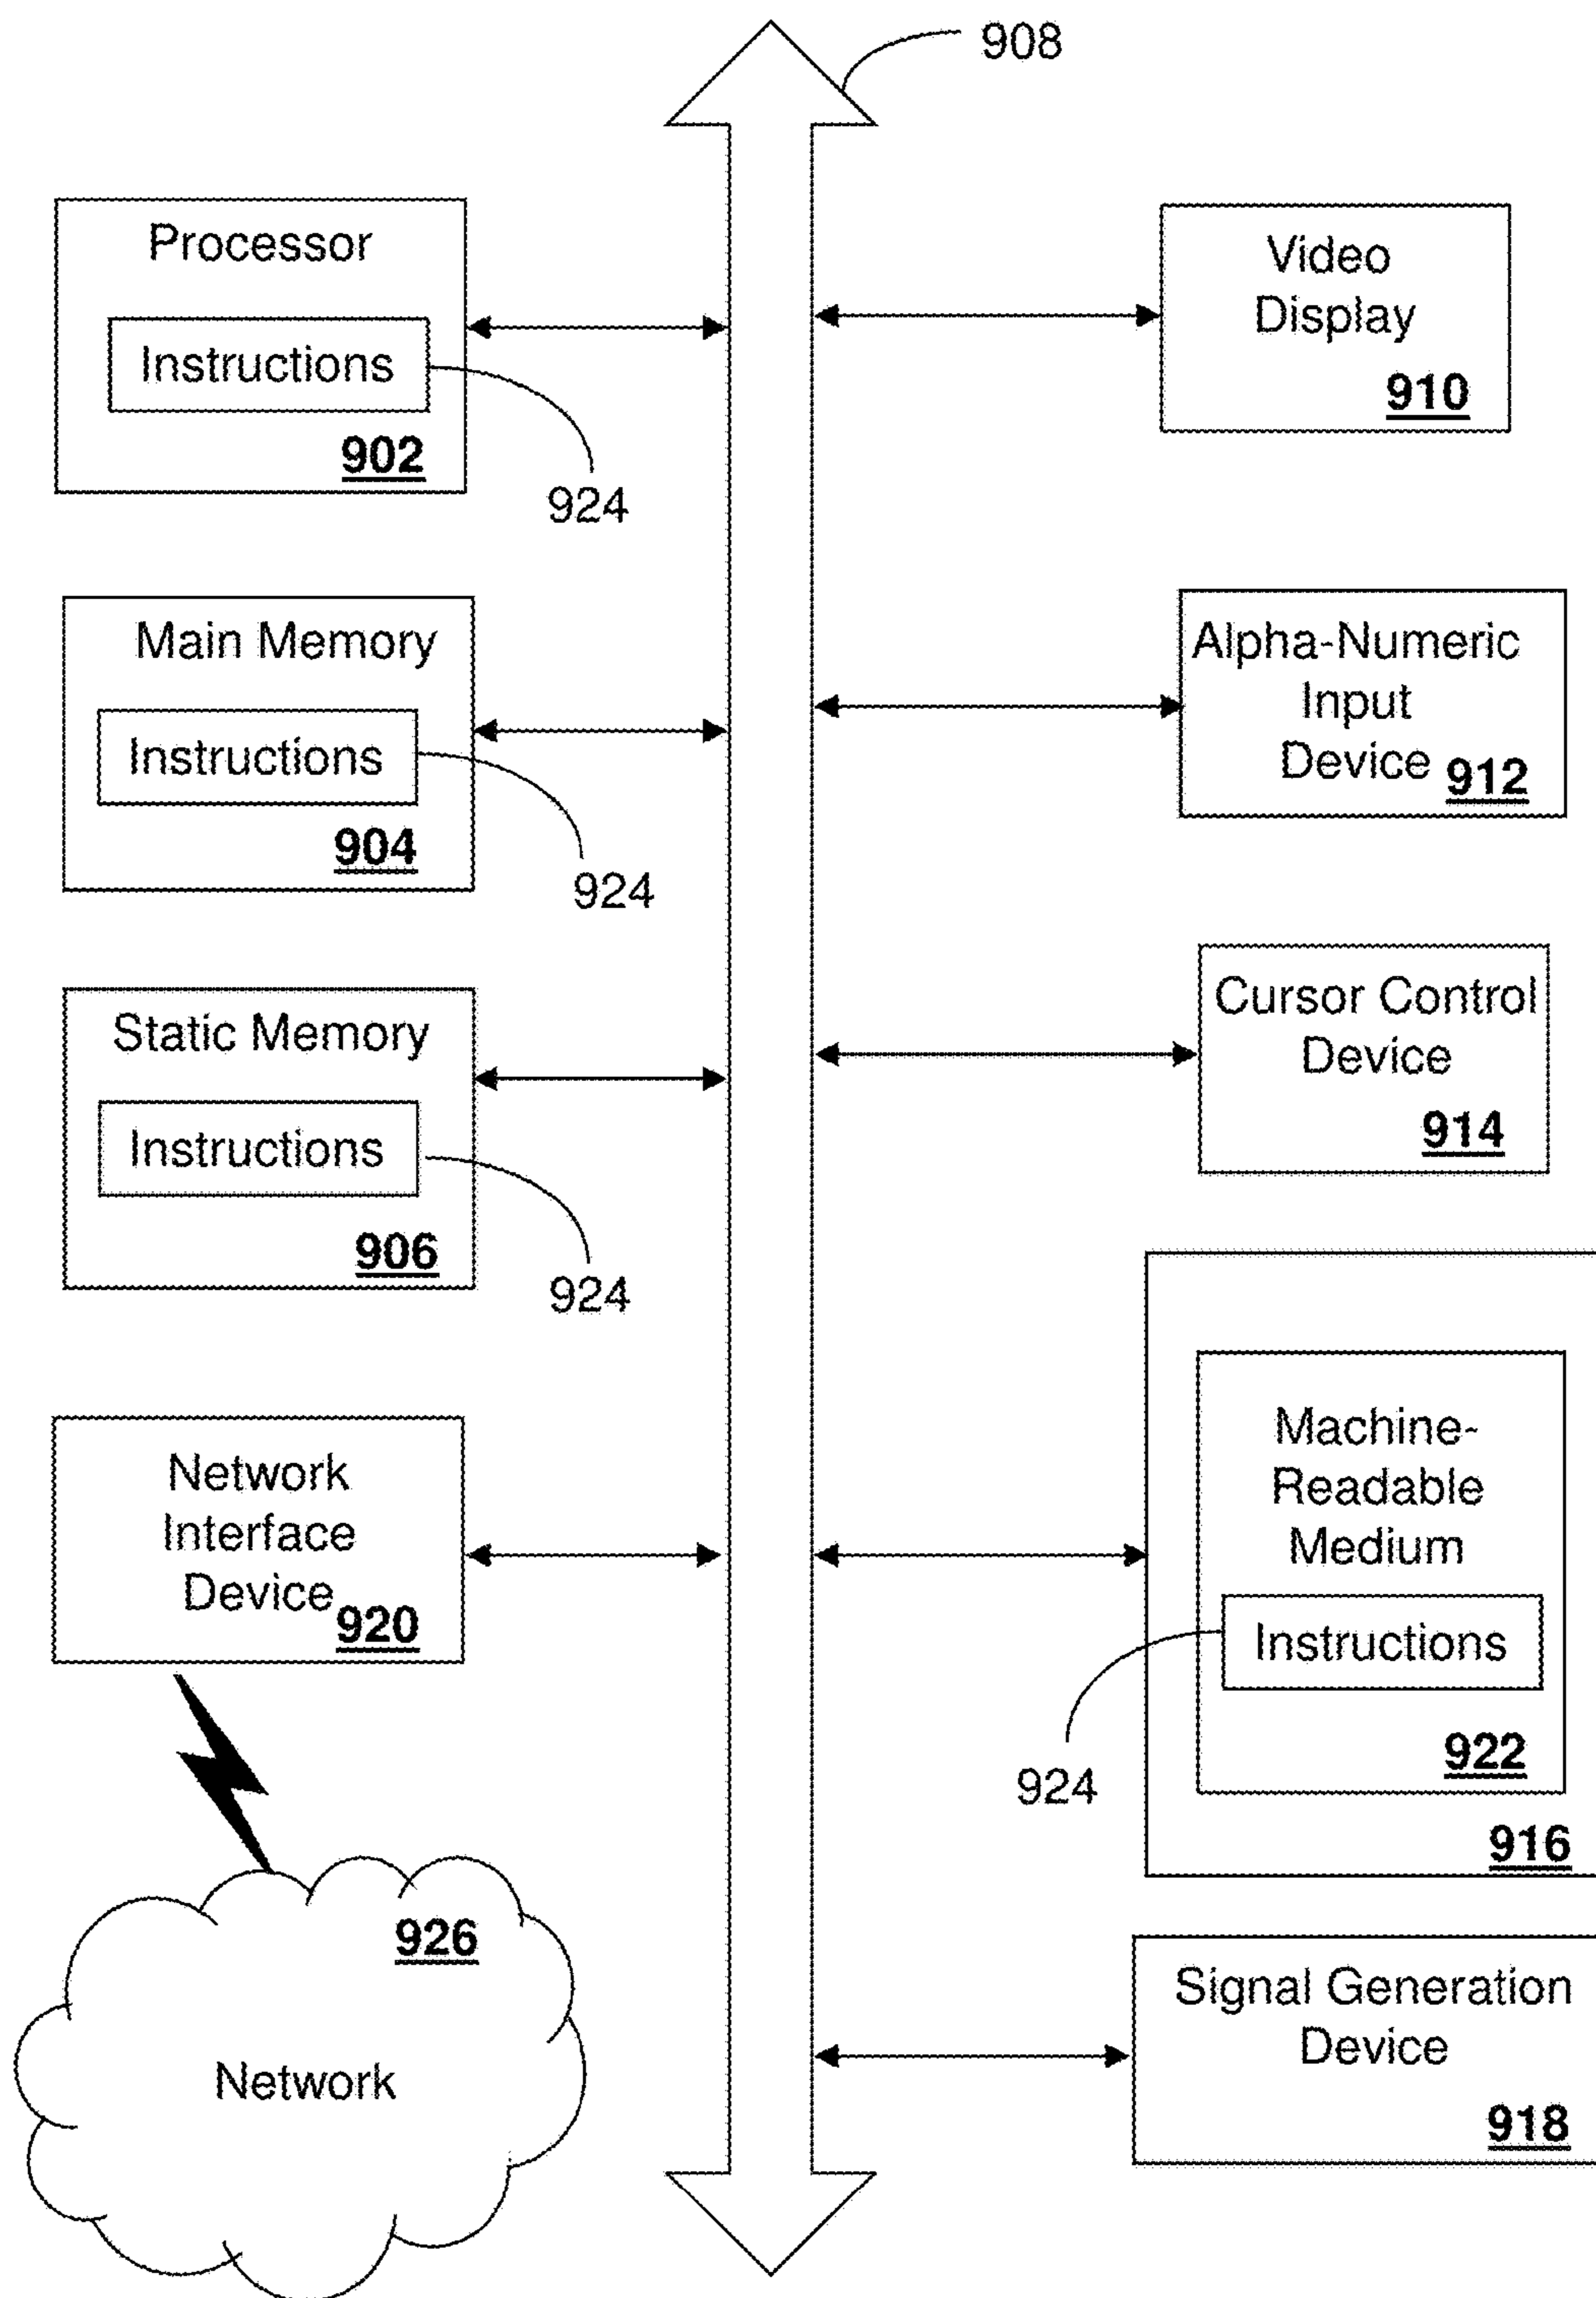 908
Processor
Instructions
902
924
Main Memory
Instructions
904
924
Static Memory
Instructions
906
924
Network
Interface
Device
920
926
Network
Video
Display
910
Alpha-Numeric
Input
Device
912
Cursor Control
Device
914
Machine-
Readable
Medium
Instructions
924
922
916
Signal Generation
Device
918